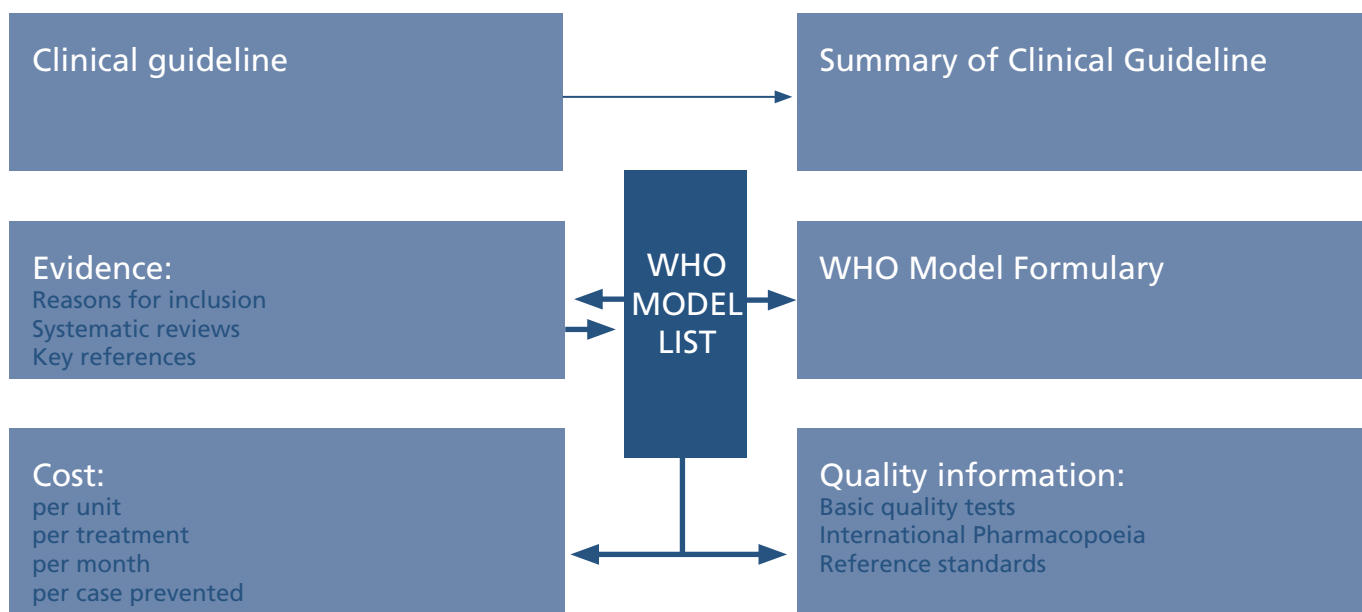 Clinical guideline
Summary of Clinical Guideline
Evidence:
Reasons for inclusion
Systematic reviews
Key references
WHO
MODEL
LIST
WHO Model Formulary
Cost:
per unit
per treatment
per month
per case prevented
Quality information:
Basic quality tests
International Pharmacopoeia
Reference standards